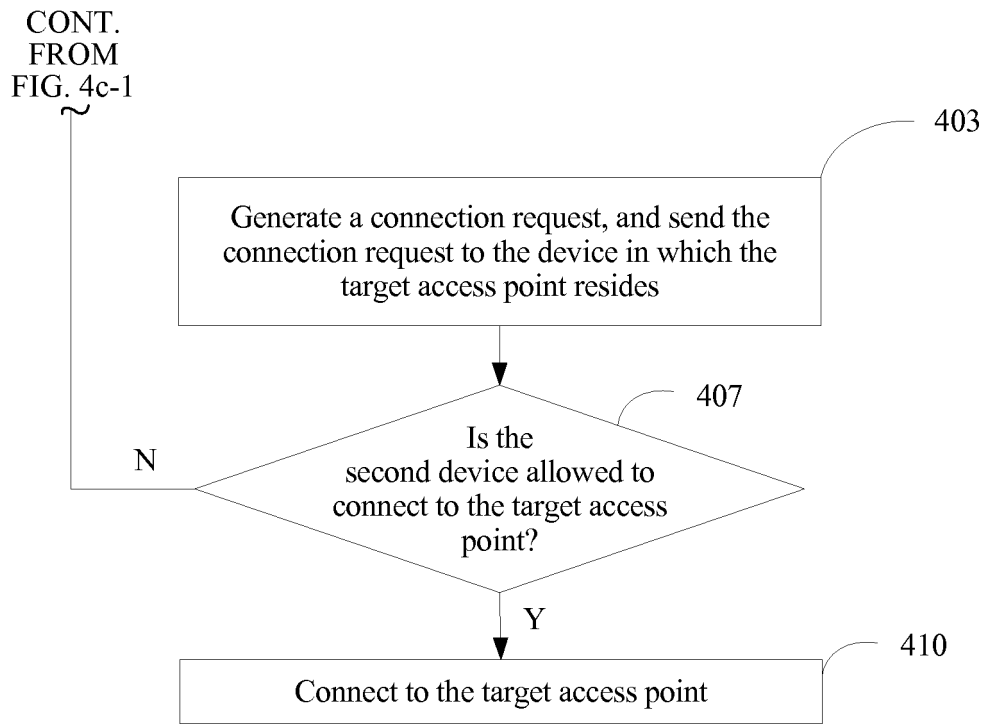 CONT.
FROM
FIG. 4c-1
403
Generate a connection request, and send the
connection request to the device in which the
target access point resides
407
Is the
second device allowed to
connect to the target access
point?
N
Y
410
Connect to the target access point